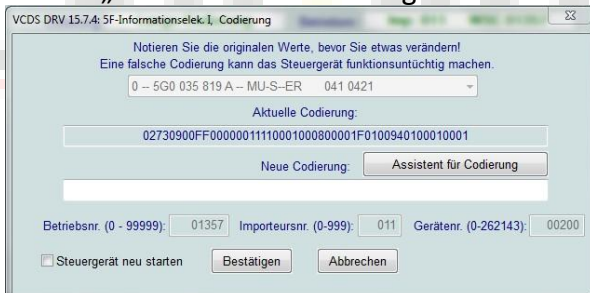 VCDS DRV 15.7.4: 5F-Informationselek. I, Codierung
Notieren Sie die originalen Werte, bevor Sie etwas verändern!
Eine falsche Codierung kann das Steuergerät funktionsuntüchtig machen.
0 -- 5G0 035 819 A -- MU-S--ER 041 0421
Aktuelle Codierung:
02730900FF00000011110001000800001F0100940100010001
Neue Codierung: Assistent für Codierung
Betriebsnr. (0 - 99999): 01357 Importeursnr. (0-999): 011 Gerätenr. (0-262143): 00200
Steuergerät neu starten Bestätigen Abbrechen